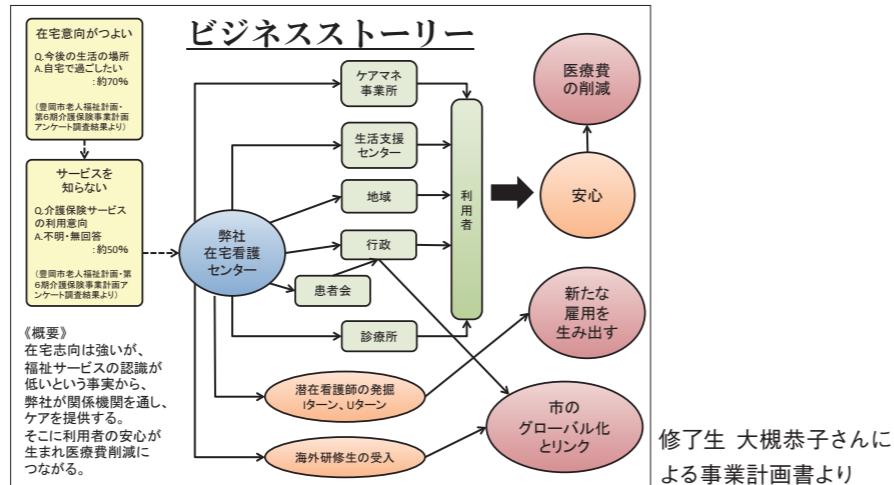 ビジネスストーリー
在宅意向がつよい
Q.今後の生活の場所
A.自宅で過ごしたい
：約70%
（豊岡市老人福祉計画・
第6期介護保険事業計画
アンケート調査結果より）
サービスを
知らない
Q.介護保険サービス
の利用意向
A.不明・無回答
：約50%
（豊岡市老人福祉計画・第
6期介護保険事業計画ア
ンケート調査結果より）
《概要》
在宅志向は強いが、
福祉サービスの認識が
低いという事実から、
弊社が関係機関を通し、
ケアを提供する。
そこに利用者の安心が
生まれ医療費削減に
つながる。
弊社
在宅看護
センター
ケアマネ
事業所
生活支援
センター
地域
行政
患者会
診療所
潜在看護師の発掘
Iターン、Uターン
海外研修生の受入
利用者
医療費
の削減
安心
新たな
雇用を
生み出す
市の
グローバル化
とリンク
修了生 大槻恭子さんに
よる事業計画書より